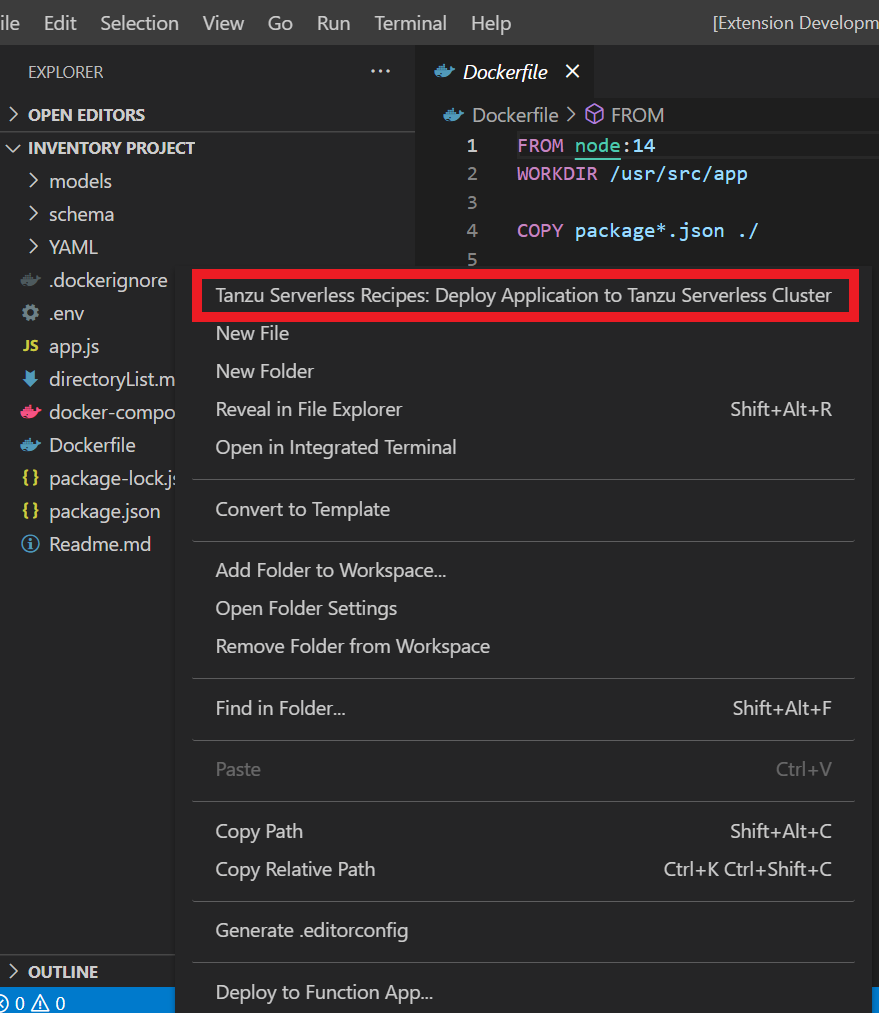 ile Edit Selection View Go Run Terminal Help [Extension Developm
EXPLORER ...
OPEN EDITORS
INVENTORY PROJECT
models
schema
YAML
.dockerignore
.env
JS app.js
directoryList.m
docker-compo
Dockerfile
{} package-lock.js
{} package.json
Readme.md
OUTLINE
0 0
Dockerfile
Dockerfile > FROM
1 FROM node:14
2 WORKDIR /usr/src/app
3
4 COPY package*.json ./
5
Tanzu Serverless Recipes: Deploy Application to Tanzu Serverless Cluster
New File
New Folder
Reveal in File Explorer Shift+Alt+R
Open in Integrated Terminal
Convert to Template
Add Folder to Workspace...
Open Folder Settings
Remove Folder from Workspace
Find in Folder... Shift+Alt+F
Paste Ctrl+V
Copy Path Shift+Alt+C
Copy Relative Path Ctrl+K Ctrl+Shift+C
Generate .editorconfig
Deploy to Function App...